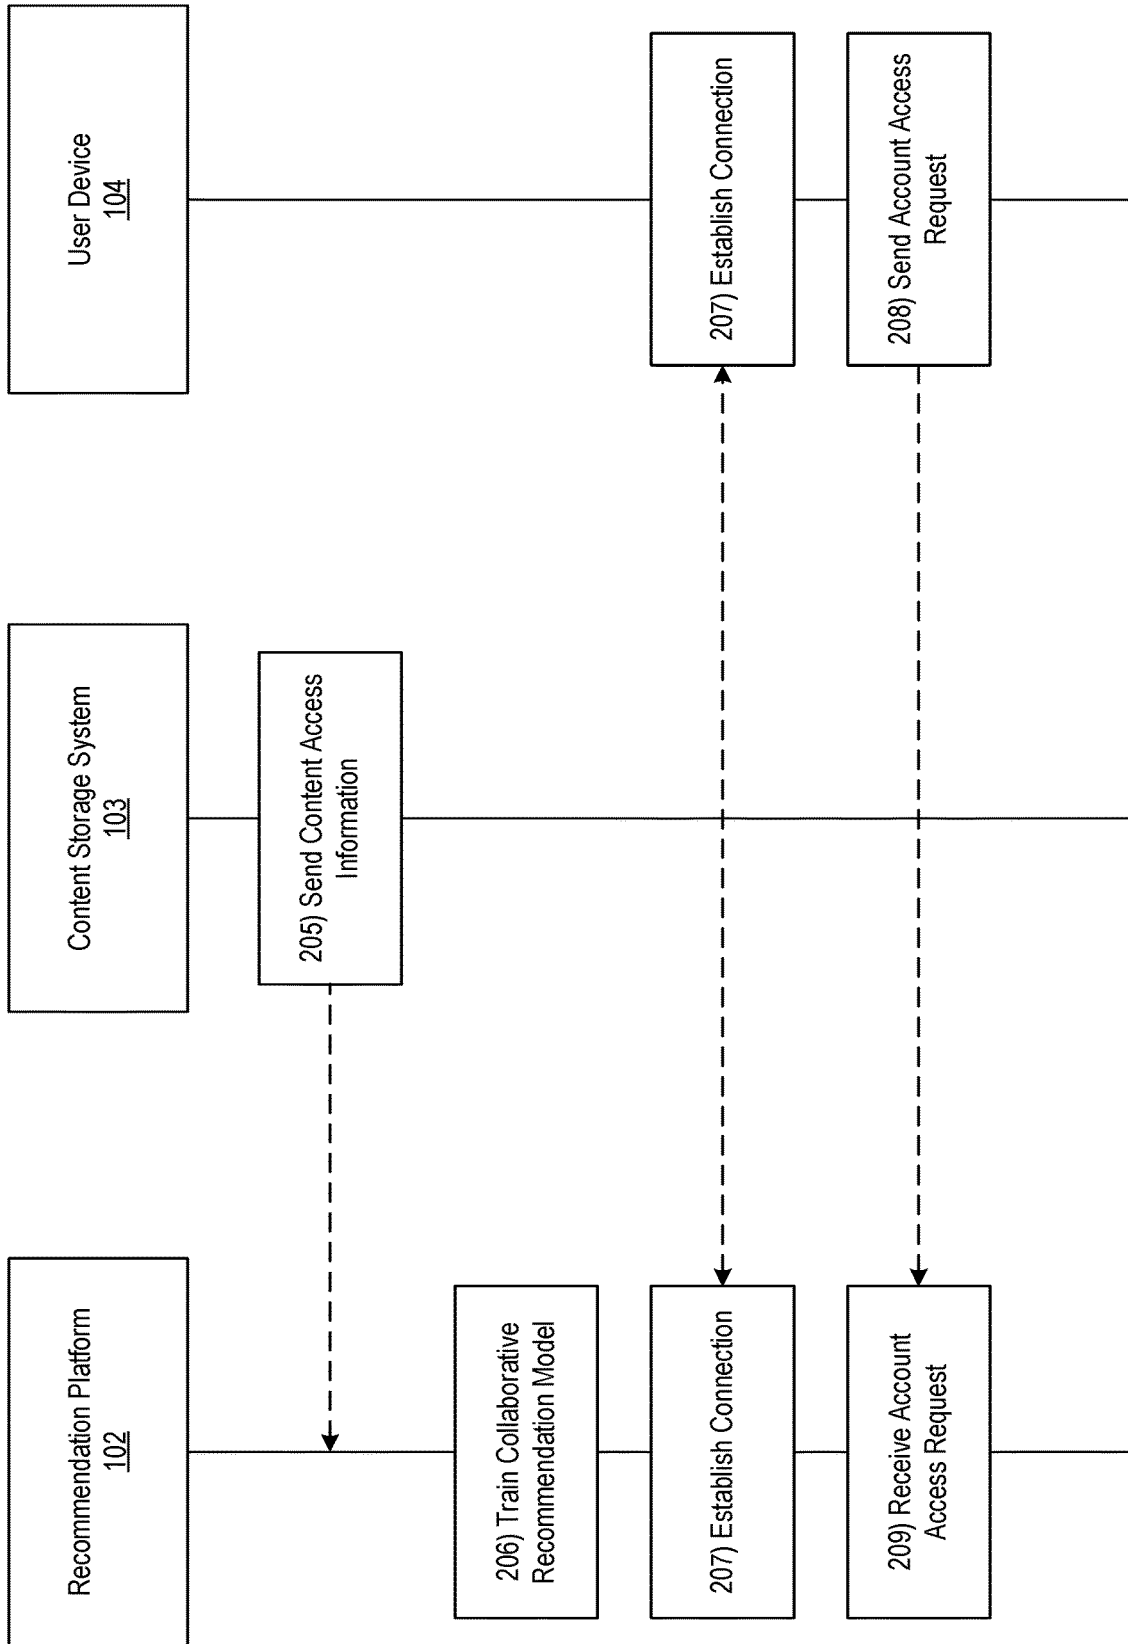 Recommendation Platform
102
Content Storage System
103
User Device
104
205) Send Content Access
Information
206) Train Collaborative
Recommendation Model
207) Establish Connection
207) Establish Connection
209) Receive Account
Access Request
208) Send Account Access
Request